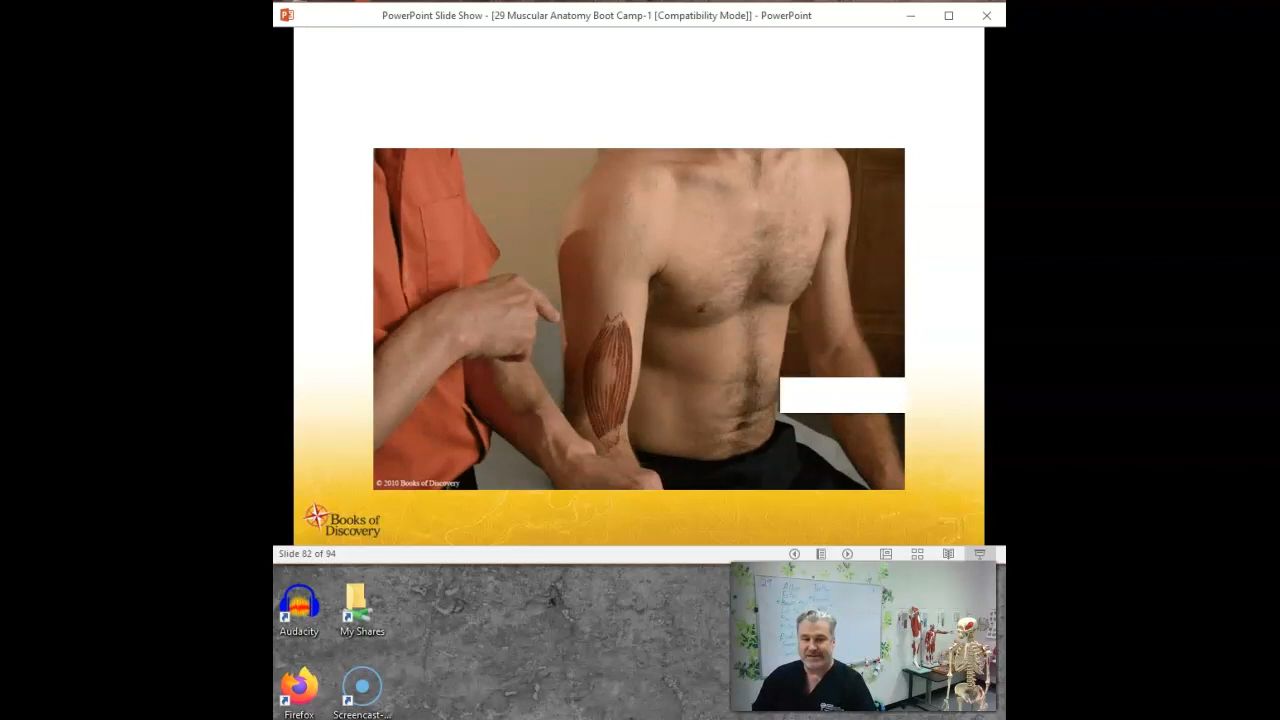 PowerPoint Slide Show - [29 Muscular Anatomy Boot Camp-1 [Compatibility Mode]] - PowerPoint
© 2010 Books of Discovery
Books of
Discovery
Slide 82 of 94
Audacity
My Shares
Firefox
Screencast-...